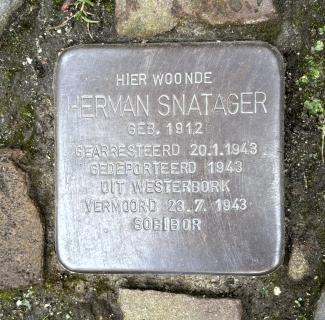 HIER WOONDE
HERMAN SNATAGER
GEB. 1912
GEARRESTEERD 20.1.1943
GEDEPORTEERD 1943
UIT WESTERBORK
VERMOORD 23.7.1943
SOBIBOR